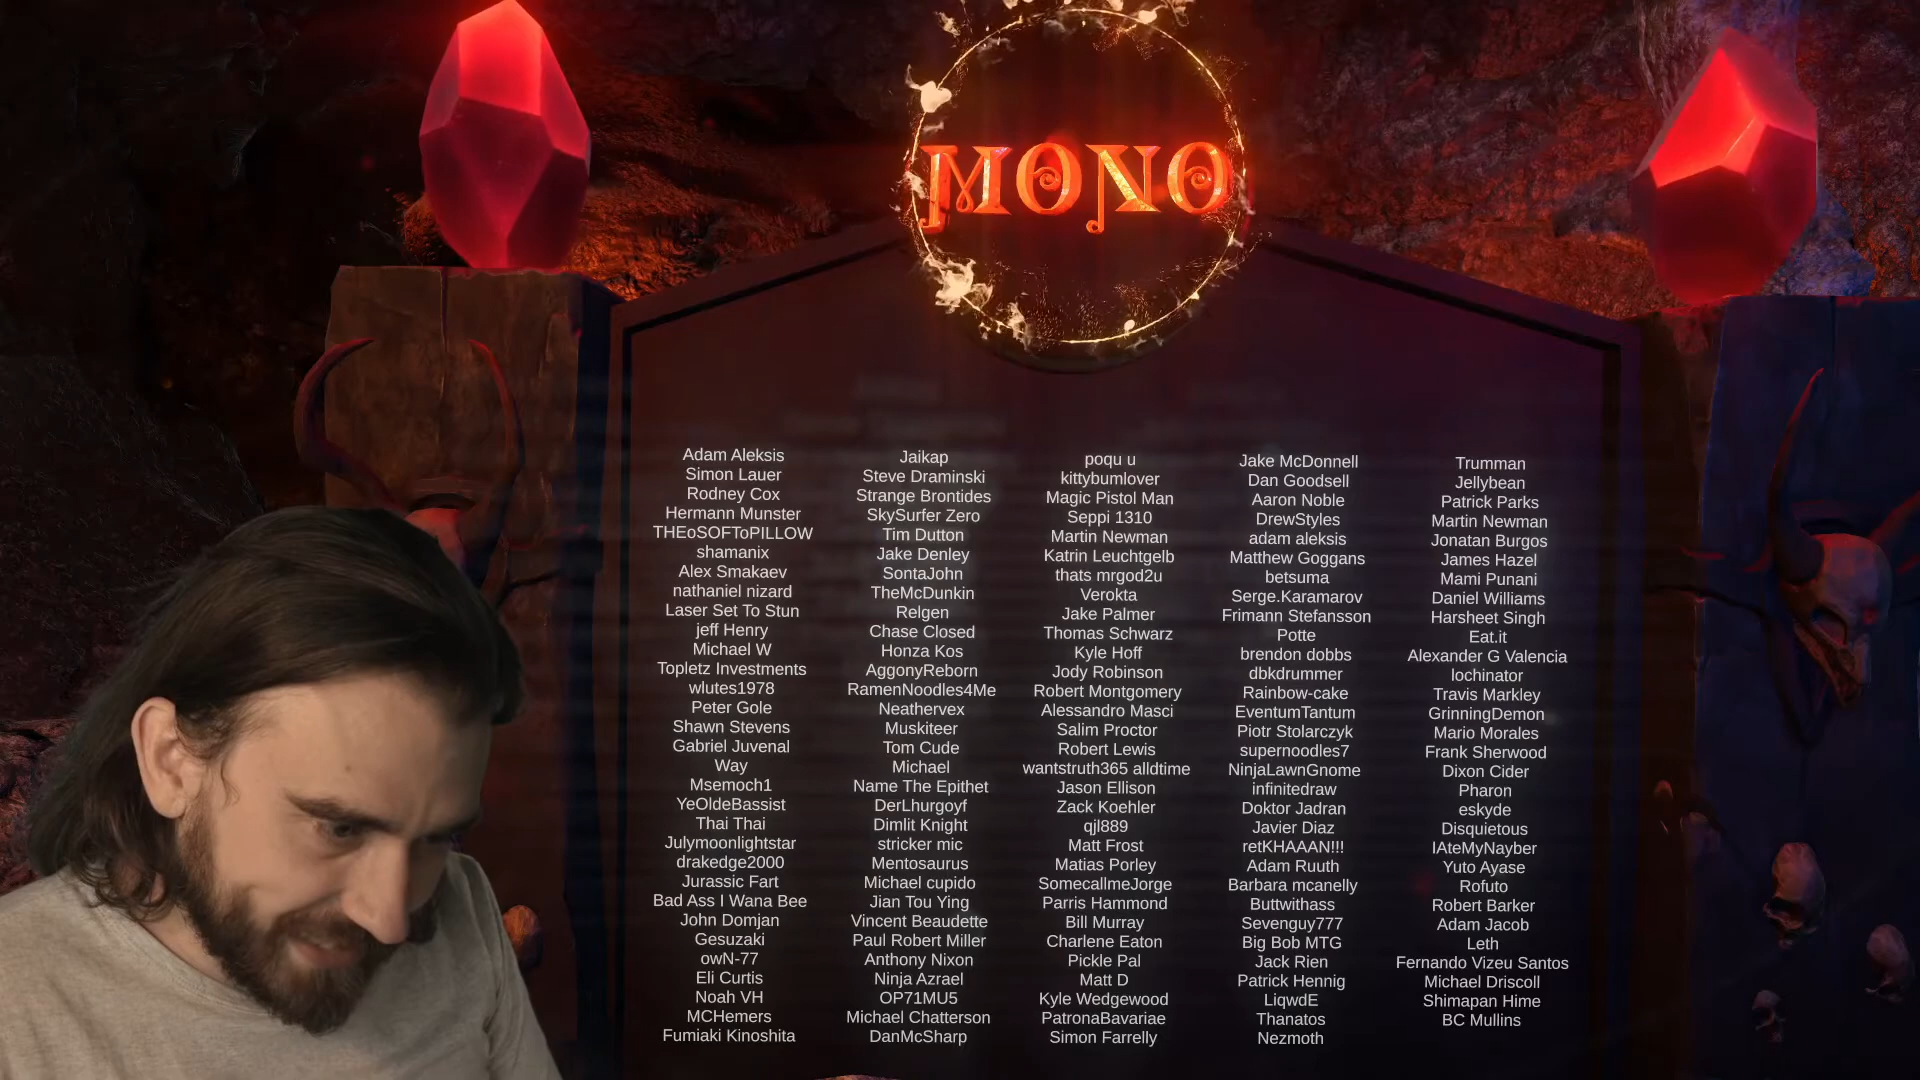 MONO
Adam Aleksis
Simon Lauer
Rodney Cox
Hermann Munster
THEoSOFToPILLOW
shamanix
Alex Smakaev
nathaniel nizard
Laser Set To Stun
jeff Henry
Michael W
Topletz Investments
wlutes1978
Peter Gole
Shawn Stevens
Gabriel Juvenal
Way
Msemoch1
YeOldeBassist
Thai Thai
Julymoonlightstar
drakedge2000
Jurassic Fart
Bad Ass I Wana Bee
John Domjan
Gesuzaki
owN-77
Eli Curtis
Noah VH
MCHemers
Fumiaki Kinoshita
Jaikap
Steve Draminski
Strange Brontides
SkySurfer Zero
Tim Dutton
Jake Denley
SontaJohn
TheMcDunkin
Relgen
Chase Closed
Honza Kos
AggonyReborn
RamenNoodles4Me
Neathervex
Muskiteer
Tom Cude
Michael
Name The Epithet
DerLhurgoyf
Dimlit Knight
stricker mic
Mentosaurus
Michael cupido
Jian Tou Ying
Vincent Beaudette
Paul Robert Miller
Anthony Nixon
Ninja Azrael
OP71MU5
Michael Chatterson
DanMcSharp
poqu u
kittybumlover
Magic Pistol Man
Seppi 1310
Martin Newman
Katrin Leuchtgelb
thats mrgod2u
Verokta
Jake Palmer
Thomas Schwarz
Kyle Hoff
Jody Robinson
Robert Montgomery
Alessandro Masci
Salim Proctor
Robert Lewis
wantstruth365 alldtime
Jason Ellison
Zack Koehler
qjl889
Matt Frost
Matias Porley
SomecallmeJorge
Parris Hammond
Bill Murray
Charlene Eaton
Pickle Pal
Matt D
Kyle Wedgewood
PatronaBavariae
Simon Farrelly
Jake McDonnell
Dan Goodsell
Aaron Noble
DrewStyles
adam aleksis
Matthew Goggans
betsuma
Serge.Karamarov
Frimann Stefansson
Potte
brendon dobbs
dbkdrummer
Rainbow-cake
EventumTantum
Piotr Stolarczyk
supernoodles7
NinjaLawnGnome
infinitedraw
Doktor Jadran
Javier Diaz
retKHAAAN!!!
Adam Ruuth
Barbara mcanelly
Buttwithass
Sevenguy777
Big Bob MTG
Jack Rien
Patrick Hennig
LiqwdE
Thanatos
Nezmoth
Trumman
Jellybean
Patrick Parks
Martin Newman
Jonatan Burgos
James Hazel
Mami Punani
Daniel Williams
Harsheet Singh
Eat.it
Alexander G Valencia
lochinator
Travis Markley
GrinningDemon
Mario Morales
Frank Sherwood
Dixon Cider
Pharon
eskyde
Disquietous
IAteMyNayber
Yuto Ayase
Rofuto
Robert Barker
Adam Jacob
Leth
Fernando Vizeu Santos
Michael Driscoll
Shimapan Hime
BC Mullins